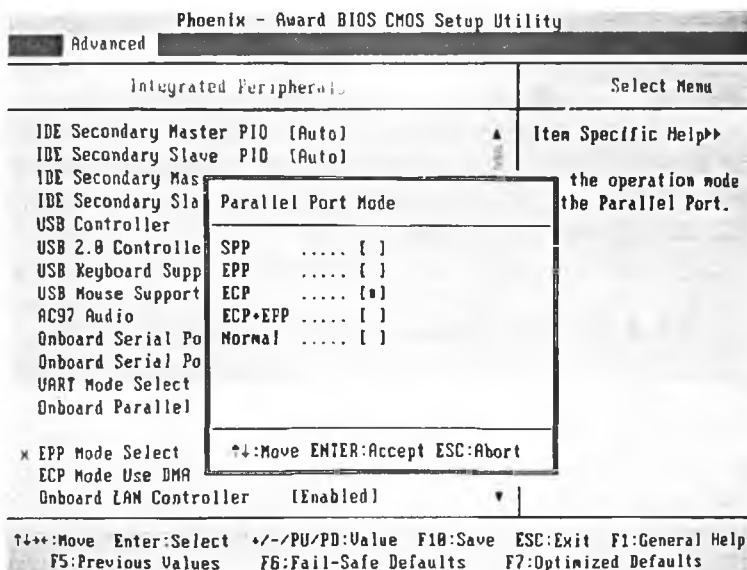 Phoenix - Award BIOS CMOS Setup Utility
Advanced
Integrated Peripherals
Select Menu
IDE Secondary Master PIO [Auto]
IDE Secondary Slave PIO [Auto]
IDE Secondary Mas
IDE Secondary Sla
USB Controller
USB 2.0 Controlle
USB Keyboard Supp
USB Mouse Support
AC97 Audio
Onboard Serial Po
Onboard Serial Po
UART Mode Select
Onboard Parallel
x EPP Mode Select
ECP Mode Use DMA
Onboard LAN Controller [Enabled]
Parallel Port Mode
SPP ..... [ ]
EPP ..... [ ]
ECP ..... [■]
ECP+EPP ..... [ ]
Normal ..... [ ]
↑↓:Move ENTER:Accept ESC:Abort
Item Specific Help▸▸
the operation mode
the Parallel Port.
↑↓→←:Move Enter:Select +/-/PU/PD:Value F10:Save ESC:Exit F1:General Help
F5:Previous Values F6:Fail-Safe Defaults F7:Optimized Defaults